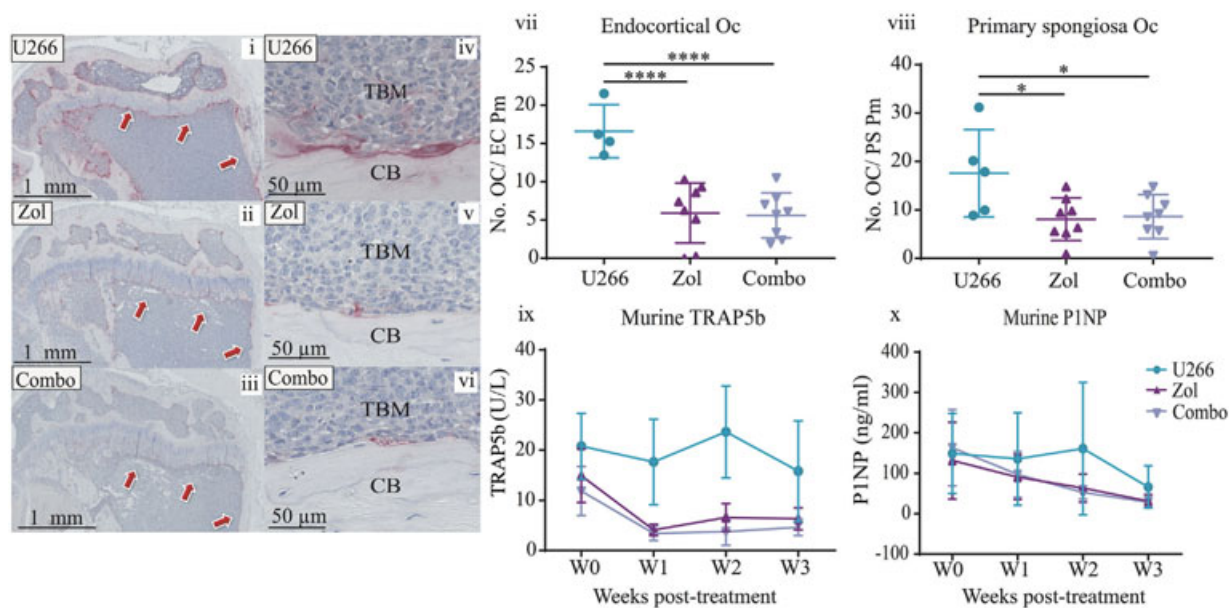 U266
i
1 mm
U266
iv
TBM
CB
50 µm
Zol
ii
1 mm
Zol
v
TBM
CB
50 µm
Combo
iii
1 mm
Combo
vi
TBM
CB
50 µm
vii
Endocortical Oc
No. OC/ EC Pm
25
20
15
10
5
0
****
****
U266
Zol
Combo
viii
Primary spongiosa Oc
No. OC/ PS Pm
40
30
20
10
0
*
*
U266
Zol
Combo
ix
Murine TRAP5b
TRAP5b (U/L)
40
30
20
10
0
W0
W1
W2
W3
Weeks post-treatment
x
Murine P1NP
P1NP (ng/ml)
400
300
200
100
0
-100
U266
Zol
Combo
W0
W1
W2
W3
Weeks post-treatment